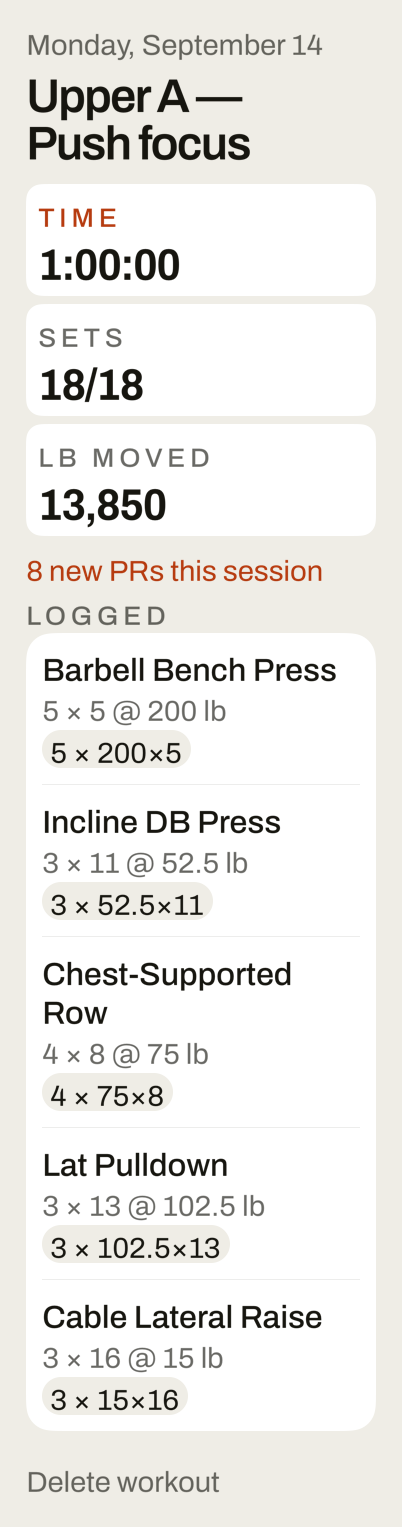 Monday, September 14
Upper A —
Push focus
TIME
1:00:00
SETS
18/18
LB MOVED
13,850
8 new PRs this session
LOGGED
Barbell Bench Press
5 × 5 @ 200 lb
5 × 200×5
Incline DB Press
3 × 11 @ 52.5 lb
3 × 52.5×11
Chest-Supported
Row
4 × 8 @ 75 lb
4 × 75×8
Lat Pulldown
3 × 13 @ 102.5 lb
3 × 102.5×13
Cable Lateral Raise
3 × 16 @ 15 lb
3 × 15×16
Delete workout